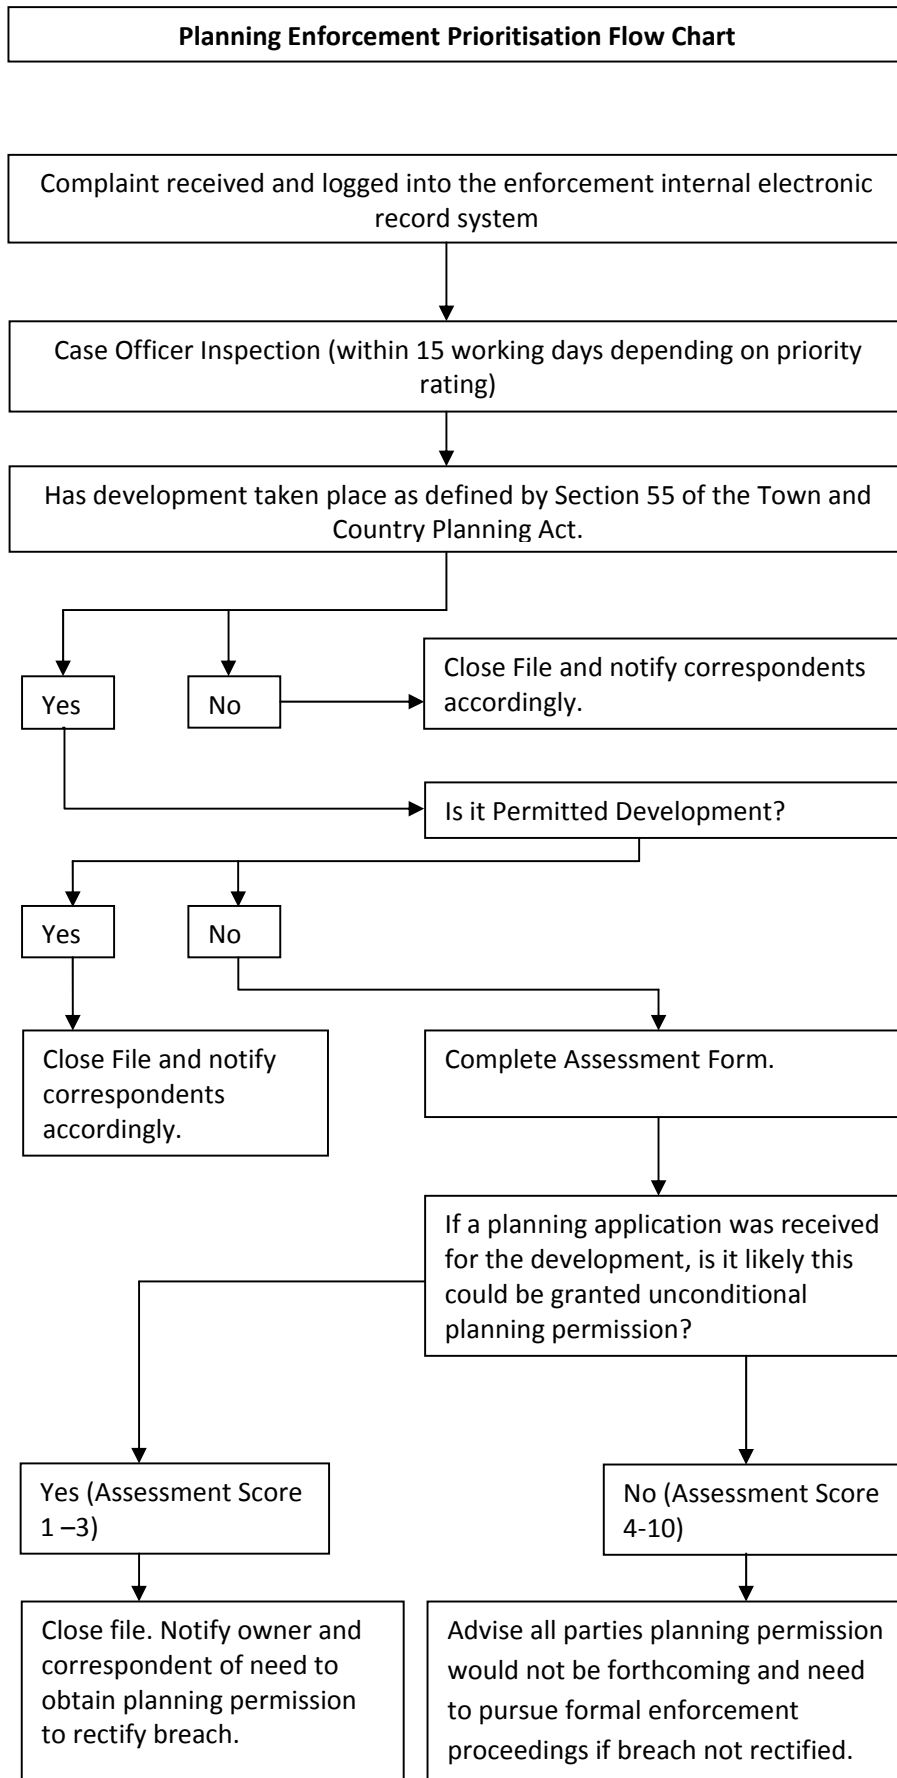 Planning Enforcement Prioritisation Flow Chart
Complaint received and logged into the enforcement internal electronic
record system
Case Officer Inspection (within 15 working days depending on priority
rating)
Has development taken place as defined by Section 55 of the Town and
Country Planning Act.
Yes
No
Close File and notify correspondents
accordingly.
Is it Permitted Development?
Yes
No
Close File and notify
correspondents
accordingly.
Complete Assessment Form.
If a planning application was received
for the development, is it likely this
could be granted unconditional
planning permission?
Yes (Assessment Score
1 –3)
No (Assessment Score
4-10)
Close file. Notify owner and
correspondent of need to
obtain planning permission
to rectify breach.
Advise all parties planning permission
would not be forthcoming and need
to pursue formal enforcement
proceedings if breach not rectified.